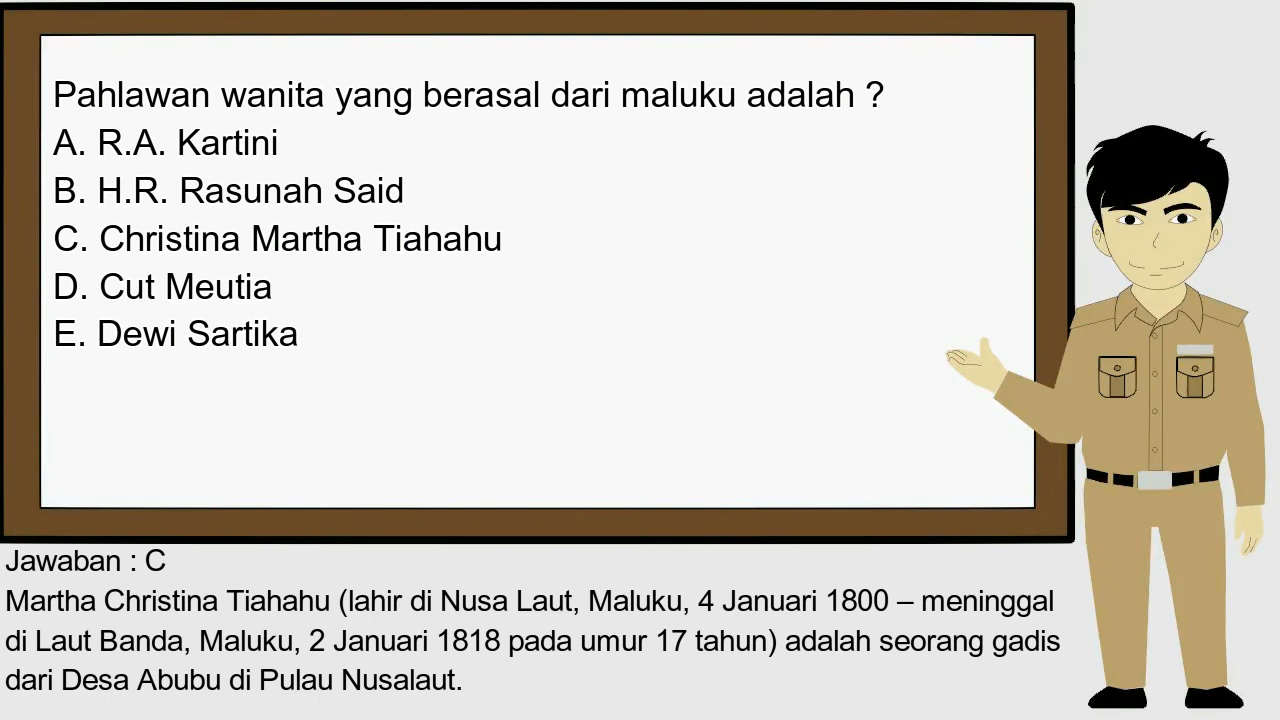 Pahlawan wanita yang berasal dari maluku adalah ?
A. R.A. Kartini
B. H.R. Rasunah Said
C. Christina Martha Tiahahu
D. Cut Meutia
E. Dewi Sartika
Jawaban : C
Martha Christina Tiahahu (lahir di Nusa Laut, Maluku, 4 Januari 1800 – meninggal
di Laut Banda, Maluku, 2 Januari 1818 pada umur 17 tahun) adalah seorang gadis
dari Desa Abubu di Pulau Nusalaut.